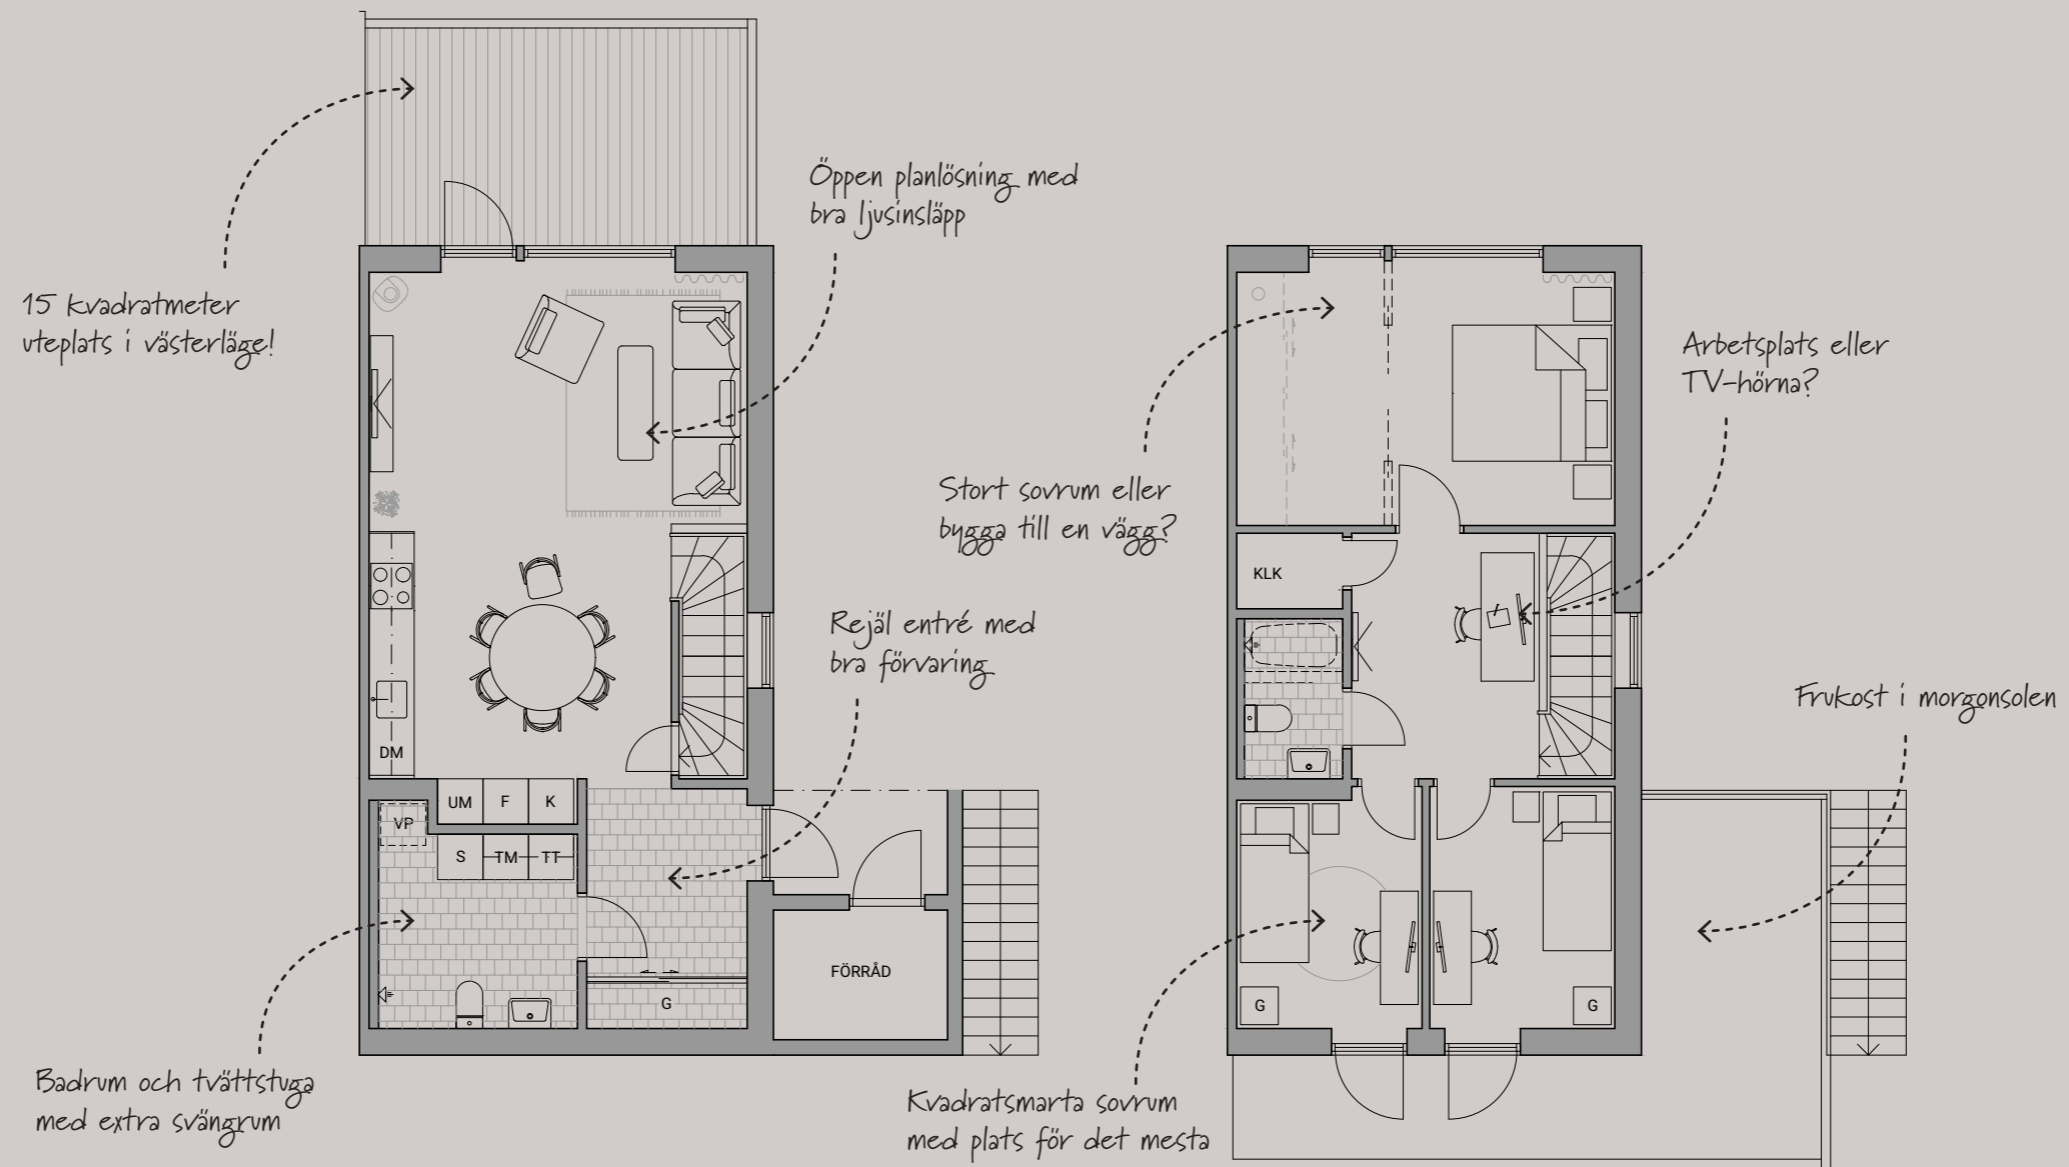 Öppen planlösning med
bra ljusinsläpp
15 kvadratmeter
uteplats i västerläge!
Arbetsplats eller
TV-hörna?
Stort sovrum eller
bygga till en vägg?
KLK
Rejäl entré med
bra förvaring
Frukost i morgonsolen
DM
UM
F
K
VP
S
TM
TT
FÖRRÅD
G
G
G
Badrum och tvättstuga
med extra svängrum
Kvadratsmarta sovrum
med plats för det mesta